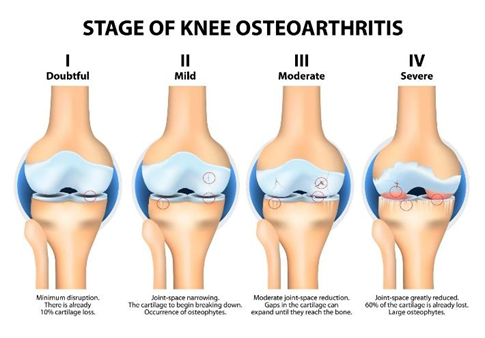 STAGE OF KNEE OSTEOARTHRITIS
I
Doubtful
II
Mild
III
Moderate
IV
Severe
Minimum disruption.
There is already
10% cartilage loss.
Joint-space narrowing.
The cartilage to begin breaking down.
Occurrence of osteophytes.
Moderate joint-space reduction.
Gaps in the cartilage can
expand until they reach the bone.
Joint-space greatly reduced.
60% of the cartilage is already lost.
Large osteophytes.